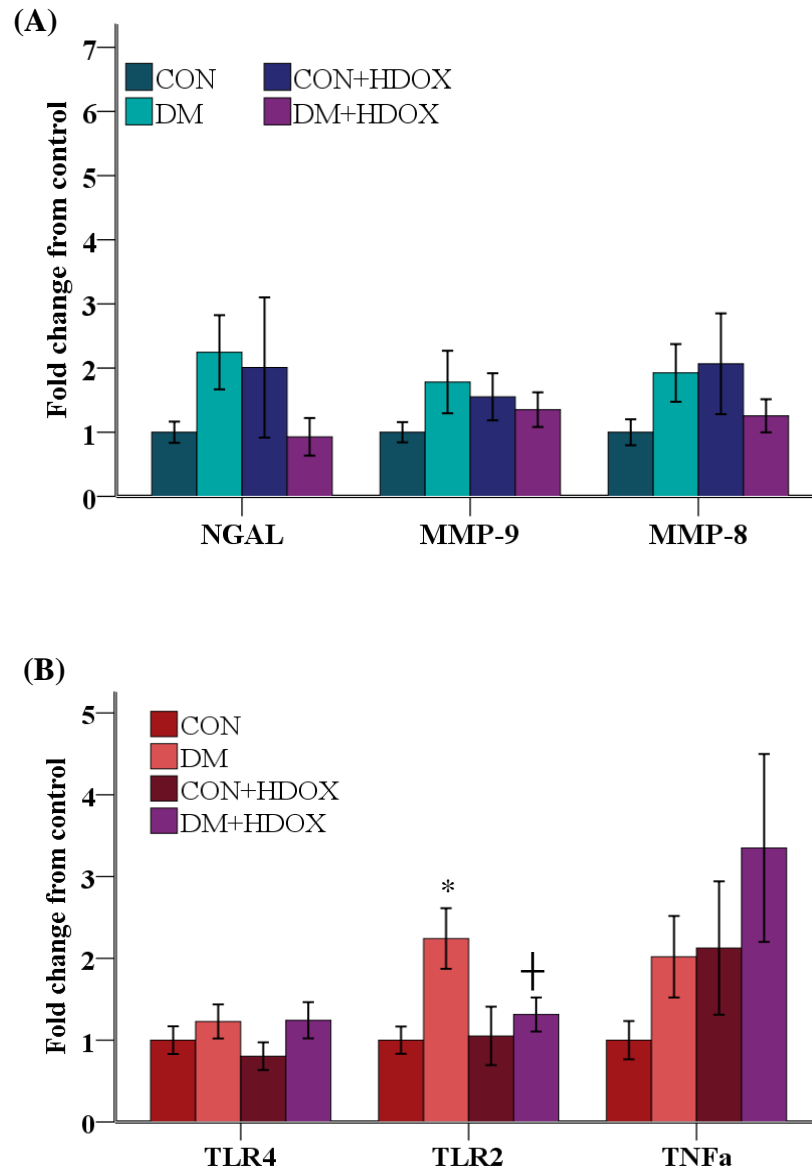 (A)
Fold change from control
7
6
5
4
3
2
1
0
CON CON+HDOX
DM DM+HDOX
NGAL MMP-9 MMP-8
(B)
Fold change from control
5
4
3
2
1
0
CON
DM
CON+HDOX
DM+HDOX
*
┼
TLR4 TLR2 TNFa